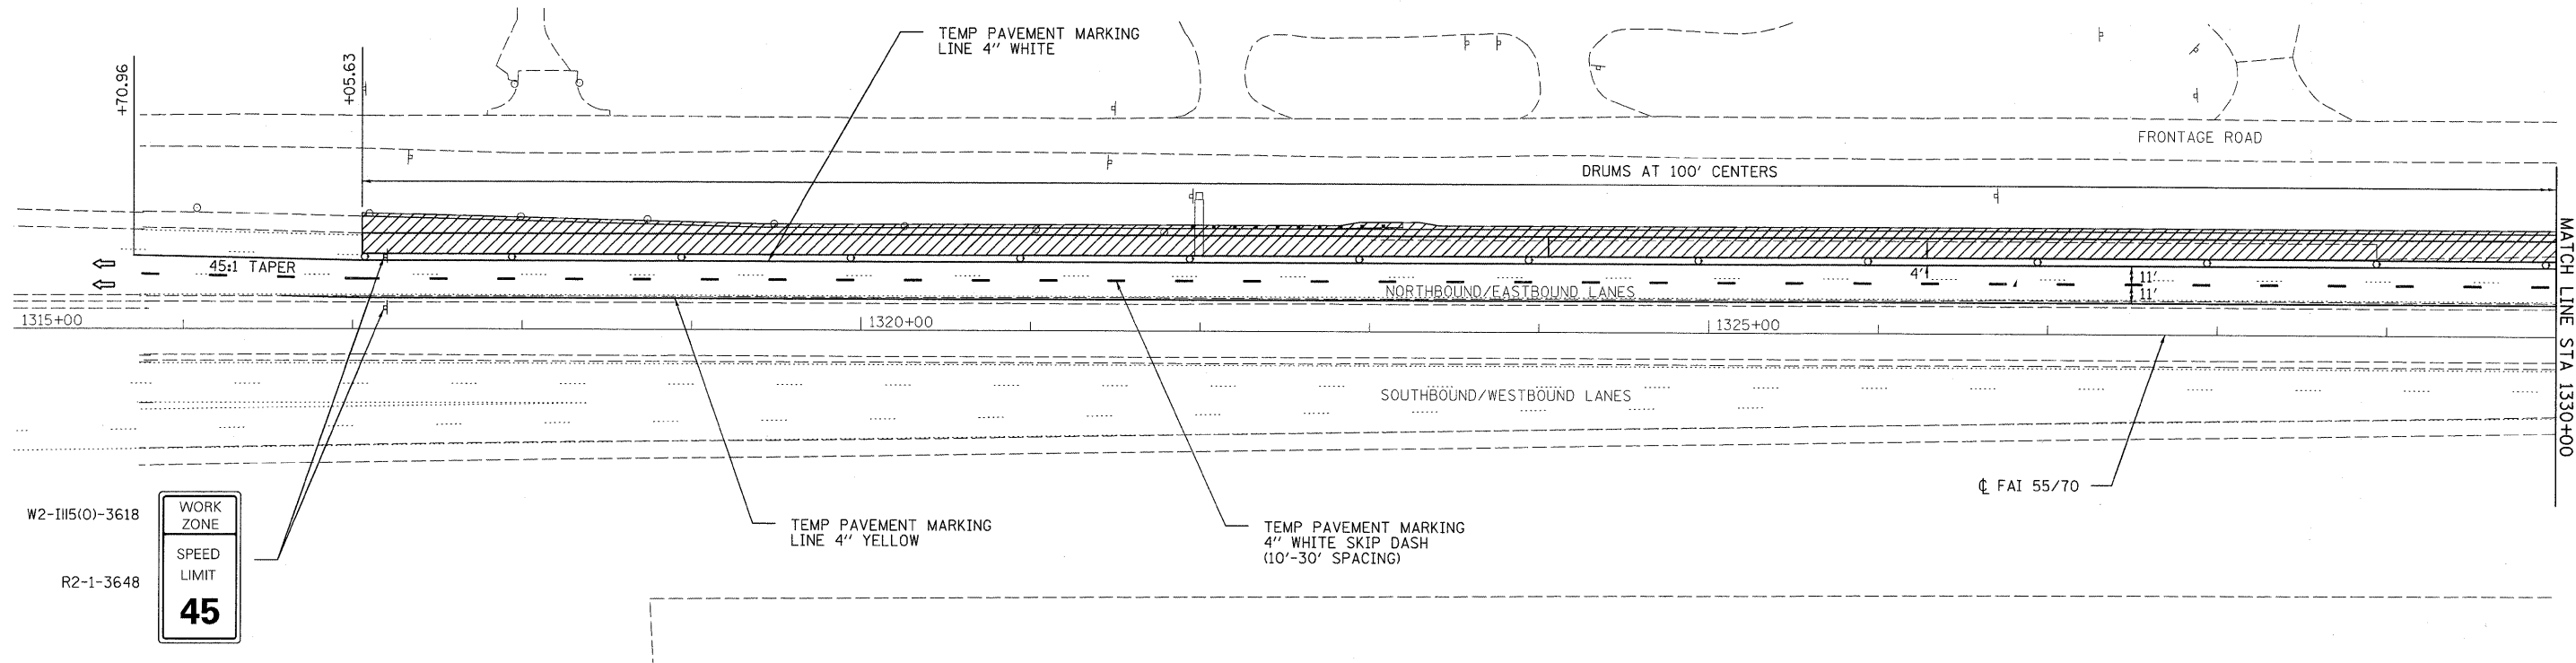 TEMP PAVEMENT MARKING
LINE 4" WHITE
+70.96
+05.63
FRONTAGE ROAD
DRUMS AT 100' CENTERS
45:1 TAPER
4'
11'
11'
NORTHBOUND/EASTBOUND LANES
1315+00
1320+00
1325+00
MATCH LINE STA 1330+00
SOUTHBOUND/WESTBOUND LANES
℄ FAI 55/70
W2-I115(0)-3618
R2-1-3648
WORK
ZONE
SPEED
LIMIT
45
TEMP PAVEMENT MARKING
LINE 4" YELLOW
TEMP PAVEMENT MARKING
4" WHITE SKIP DASH
(10'-30' SPACING)